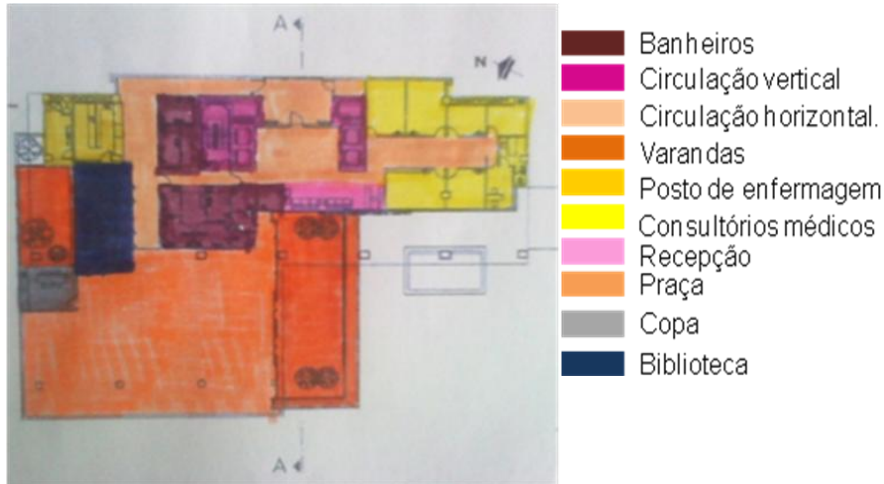 A
N
A
Banheiros
Circulação vertical
Circulação horizontal.
Varandas
Posto de enfermagem
Consultórios médicos
Recepção
Praça
Copa
Biblioteca